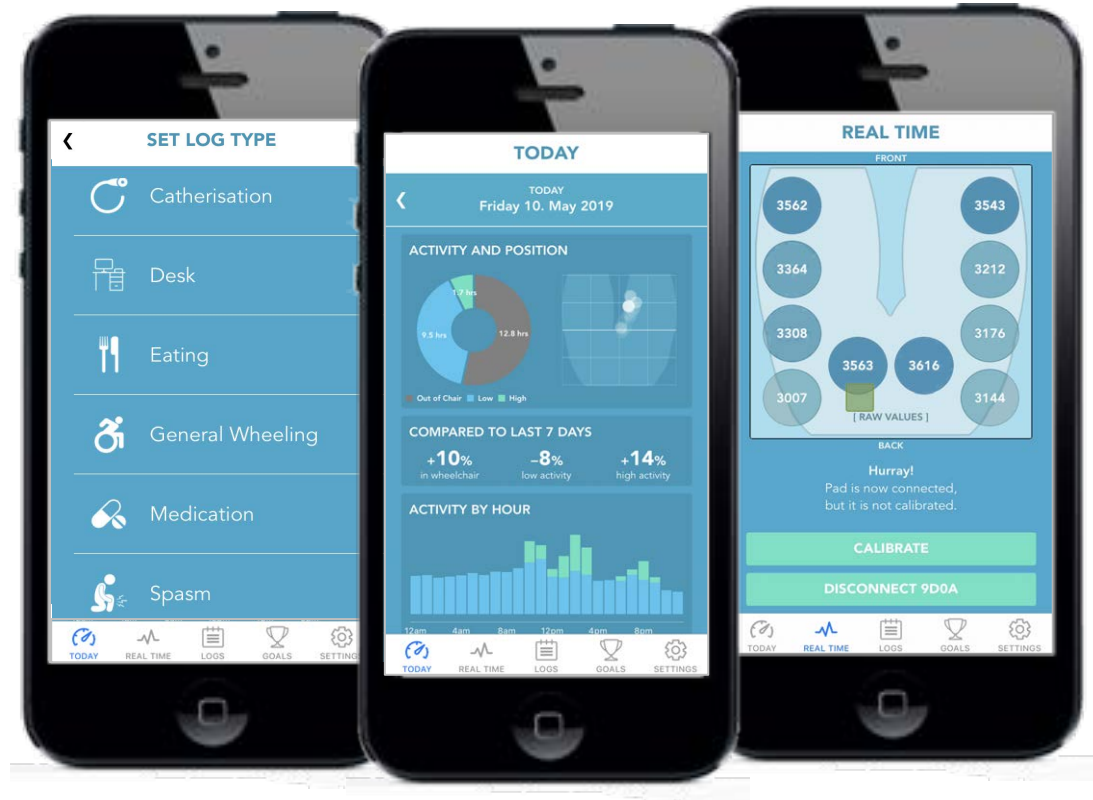 SET LOG TYPE
Catherisation
Desk
Eating
General Wheeling
Medication
Spasm
TODAY REAL TIME LOGS GOALS SETTINGS
TODAY
TODAY
Friday 10. May 2019
ACTIVITY AND POSITION
1.7 hrs
9.5 hrs 12.8 hrs
Out of Chair Low High
COMPARED TO LAST 7 DAYS
+10% –8% +14%
in wheelchair low activity high activity
ACTIVITY BY HOUR
12am 4am 8am 12pm 4pm 8pm
TODAY REAL TIME LOGS GOALS SETTINGS
REAL TIME
FRONT
3562 3543
3364 3212
3308 3176
3563 3616
3007 3144
[ RAW VALUES ]
BACK
Hurray!
Pad is now connected,
but it is not calibrated.
CALIBRATE
DISCONNECT 9D0A
TODAY REAL TIME LOGS GOALS SETTINGS